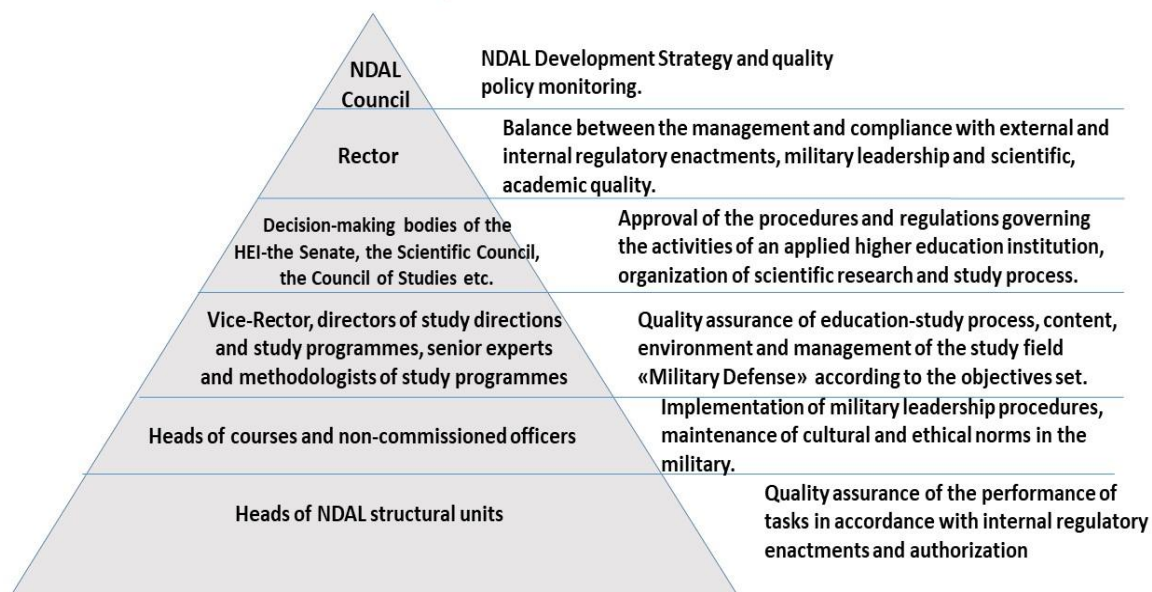 NDAL
Council
NDAL Development Strategy and quality
policy monitoring.
Rector
Balance between the management and compliance with external and
internal regulatory enactments, military leadership and scientific,
academic quality.
Decision-making bodies of the
HEI-the Senate, the Scientific Council,
the Council of Studies etc.
Approval of the procedures and regulations governing
the activities of an applied higher education institution,
organization of scientific research and study process.
Vice-Rector, directors of study directions
and study programmes, senior experts
and methodologists of study programmes
Quality assurance of education-study process, content,
environment and management of the study field
«Military Defense» according to the objectives set.
Heads of courses and non-commissioned officers
Implementation of military leadership procedures,
maintenance of cultural and ethical norms in the
military.
Heads of NDAL structural units
Quality assurance of the performance of
tasks in accordance with internal regulatory
enactments and authorization